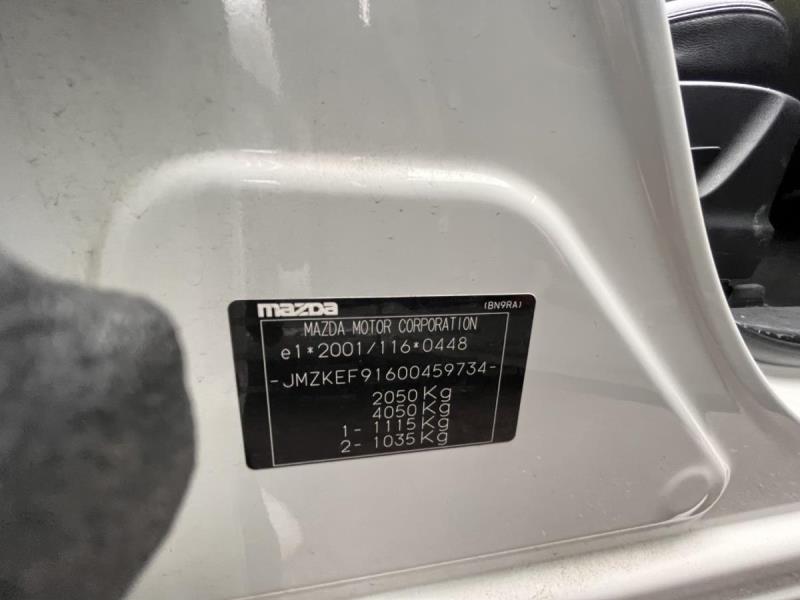 mazda (BN9RA)
MAZDA MOTOR CORPORATION
e1*2001/116*0448
-JMZKEF91600459734-
2050 Kg
4050 Kg
1- 1115 Kg
2- 1035 Kg